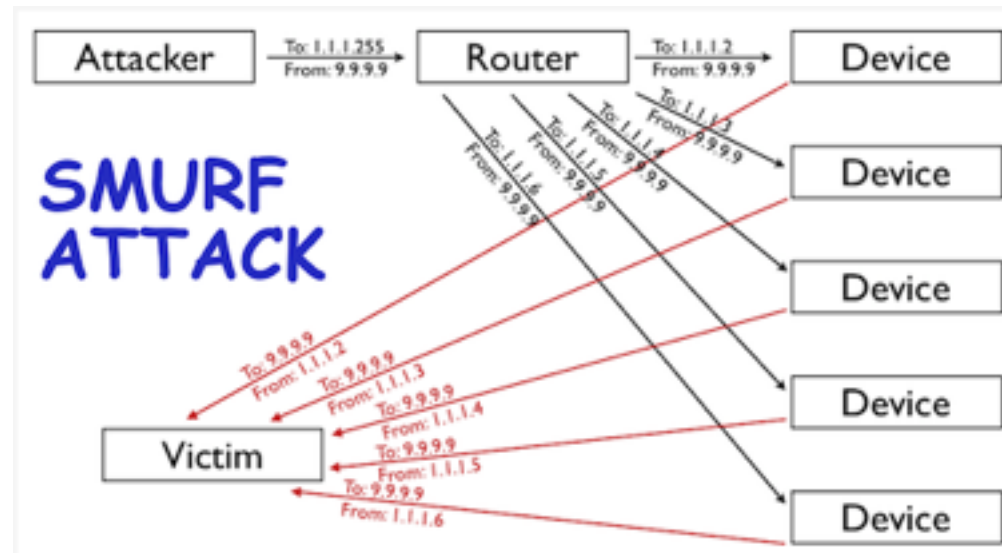 Attacker
To: 1.1.1.255
From: 9.9.9.9
Router
To: 1.1.1.2
From: 9.9.9.9
Device
To: 1.1.1.3
From: 9.9.9.9
Device
To: 1.1.1.4
From: 9.9.9.9
To: 1.1.1.5
From: 9.9.9.9
To: 1.1.1.6
From: 9.9.9.9
SMURF
ATTACK
Device
To: 9.9.9.9
From: 1.1.1.2
To: 9.9.9.9
From: 1.1.1.3
To: 9.9.9.9
From: 1.1.1.4
Device
Victim
To: 9.9.9.9
From: 1.1.1.5
To: 9.9.9.9
From: 1.1.1.6
Device